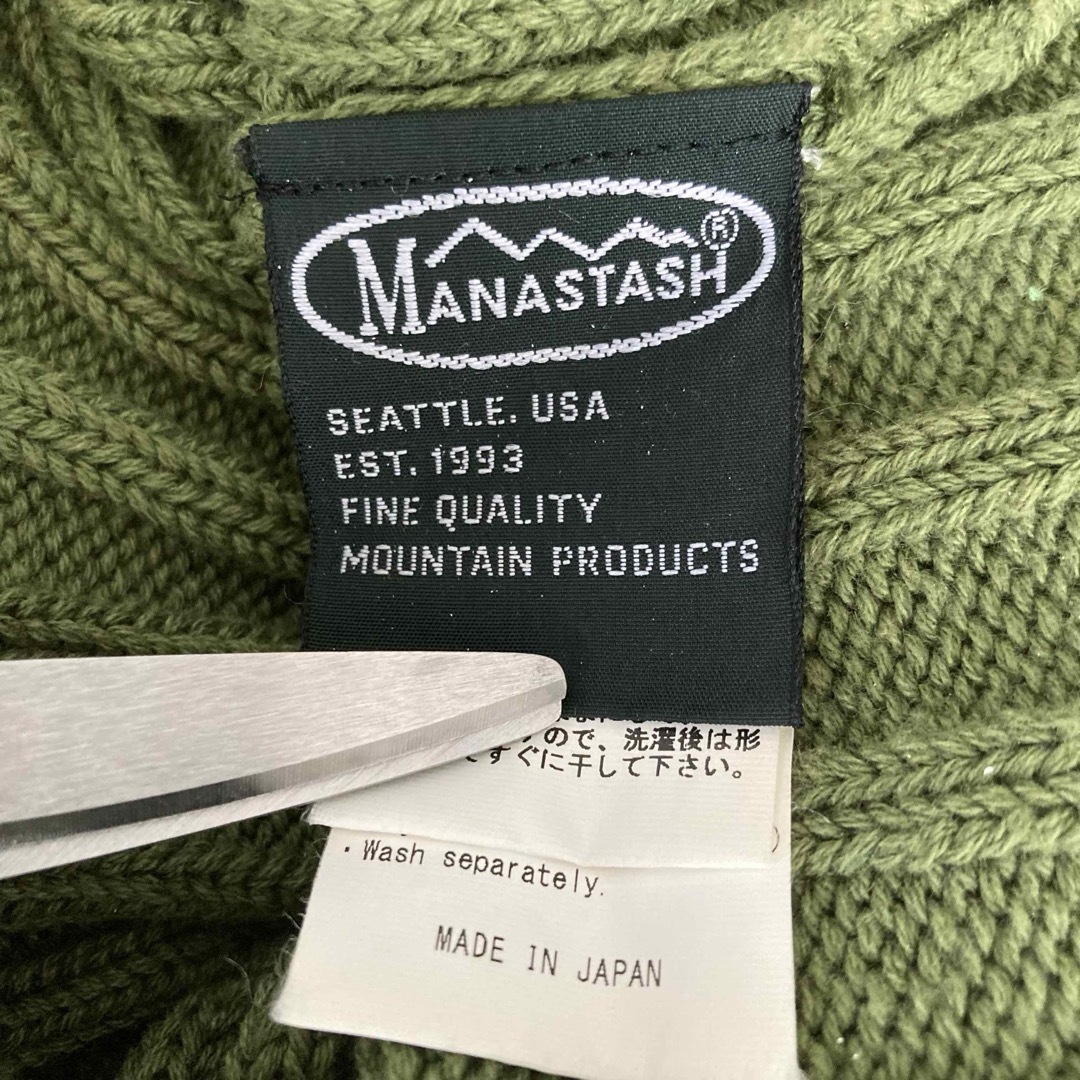 MANASTASH®
SEATTLE, USA
EST. 1993
FINE QUALITY
MOUNTAIN PRODUCTS
ので、洗濯後は形
すぐに干して下さい。
・Wash separately.
MADE IN JAPAN